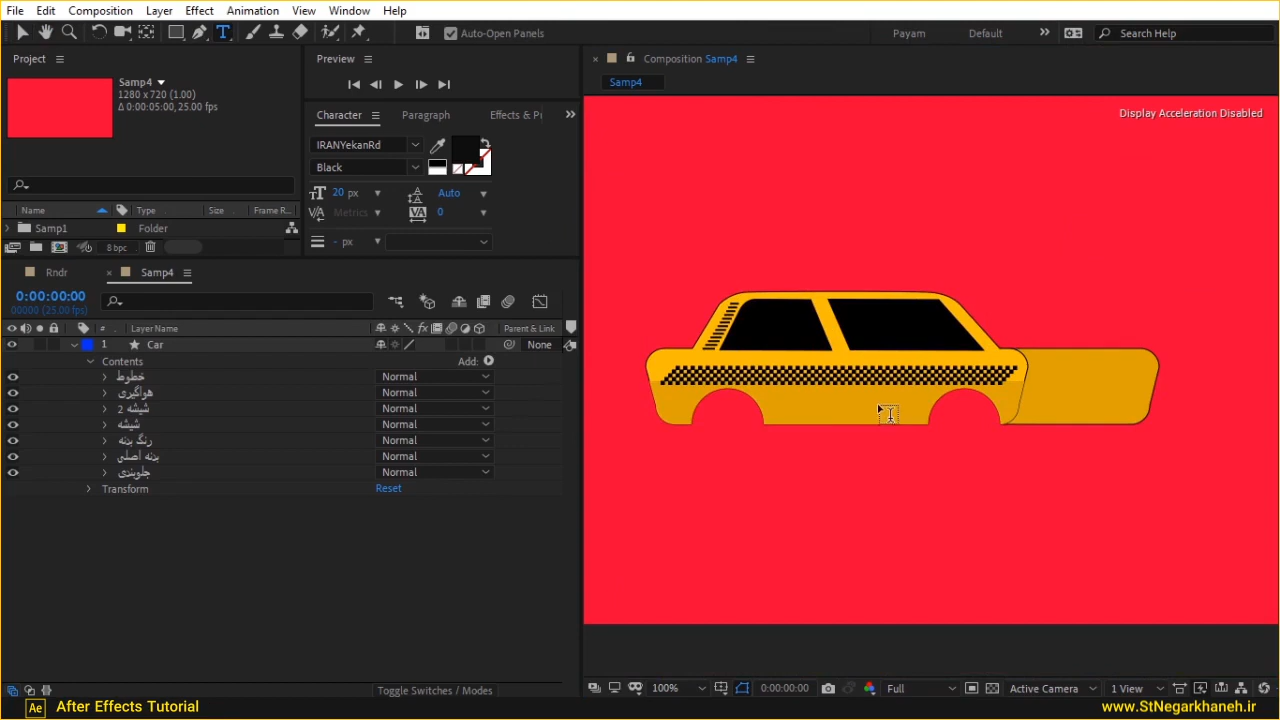 File Edit Composition Layer Effect Animation View Window Help
Auto-Open Panels Payam Default Search Help
Project
Samp4
1280 x 720 (1.00)
Δ 0:00:05:00, 25.00 fps
Name Type Size Frame R...
Samp1 Folder
8 bpc
Preview
Character Paragraph Effects & Pr
IRANYekanRd
Black
20 px Auto
Metrics 0
- px
Composition Samp4
Samp4
Display Acceleration Disabled
Rndr Samp4
0:00:00:00
00000 (25.00 fps)
# Layer Name Parent & Link
1 Car None
Contents Add:
خطوط Normal
هواگیری Normal
شیشه 2 Normal
شیشه Normal
رنگ بدنه Normal
بدنه اصلی Normal
جلوبندی Normal
Transform Reset
Toggle Switches / Modes
100% 0:00:00:00 Full Active Camera 1 View
Ae After Effects Tutorial
www.StNegarkhaneh.ir